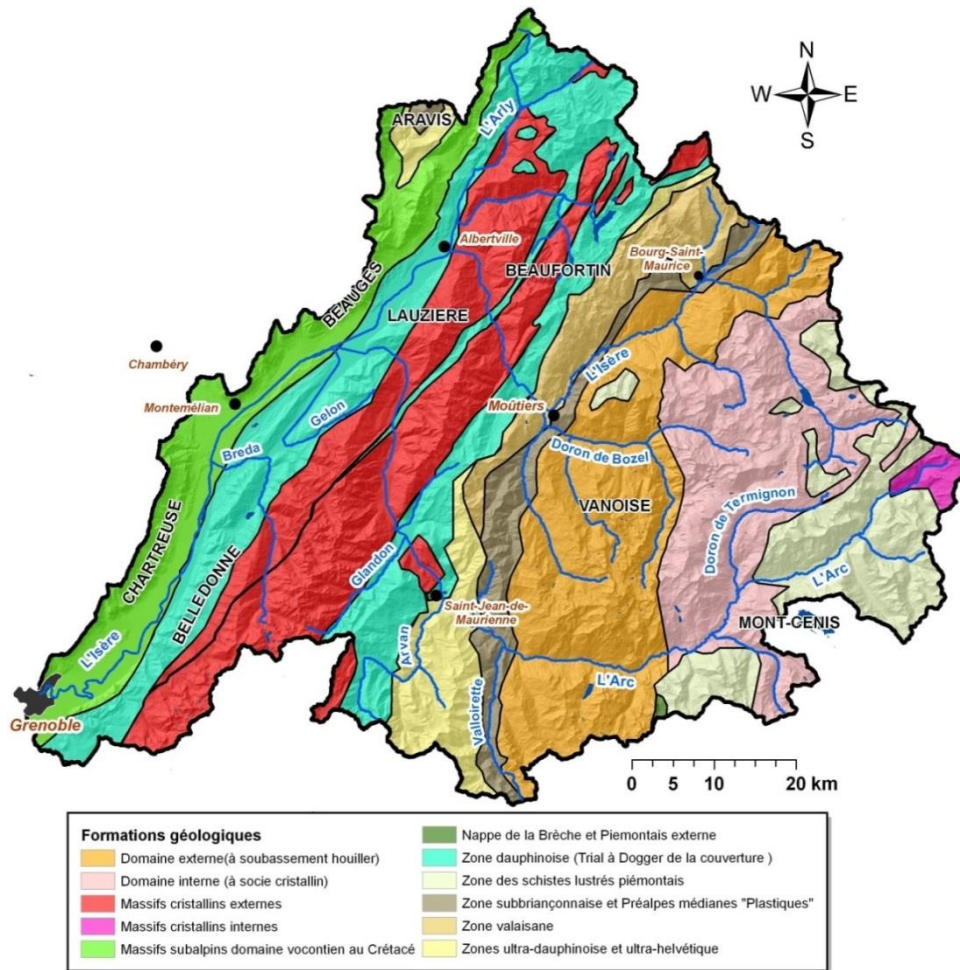 N
W E
S
ARAVIS
L'Arly
Albertville
Bourg-Saint-
Maurice
BEAUFORTIN
BEAUGÊS
LAUZIERE
Chambéry
L'Isère
Montemélian
Gelon
Moûtiers
Breda
Doron de Bozel
VANOISE
Doron de Termignon
CHARTREUSE
Glandon
L'Arc
BELLEDONNE
Saint-Jean-de-
Maurienne
MONT-CENIS
L'Isère
Arvan
L'Arc
Valloirette
Grenoble
0 5 10 20 km
Formations géologiques
Domaine externe(à soubassement houiller)
Domaine interne (à socie cristallin)
Massifs cristallins externes
Massifs cristallins internes
Massifs subalpins domaine vocontien au Crétacé
Nappe de la Brèche et Piemontais externe
Zone dauphinoise (Trial à Dogger de la couverture )
Zone des schistes lustrés piémontais
Zone subbriançonnaise et Préalpes médianes "Plastiques"
Zone valaisane
Zones ultra-dauphinoise et ultra-helvétique